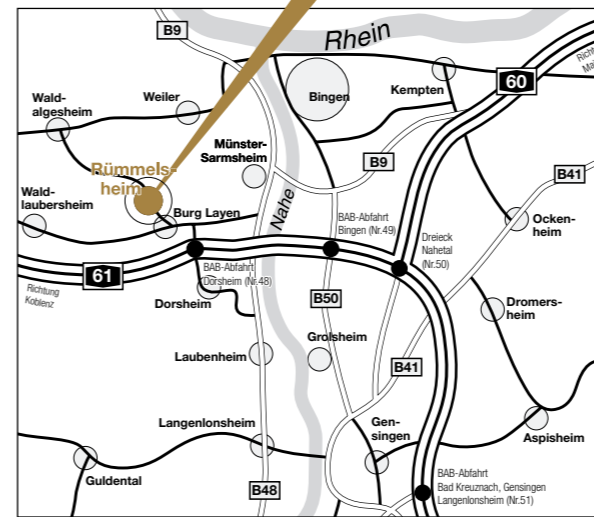 B9
Rhein
Richt
Ma
60
Kempten
Bingen
Weiler
Wald-
algesheim
Münster-
Sarmsheim
B9
Rümmels-
heim
B41
Wald-
laubersheim
Burg Layen
Nahe
BAB-Abfahrt
Bingen (Nr.49)
Dreieck
Nahetal
(Nr.50)
Ocken-
heim
61
Richtung
Koblenz
BAB-Abfahrt
Dorsheim (Nr.48)
Dorsheim
B50
Dromers-
heim
Grolsheim
Laubenheim
B41
Langenlonsheim
Gen-
singen
Aspisheim
Guldental
B48
BAB-Abfahrt
Bad Kreuznach, Gensingen
Langenlonsheim (Nr.51)